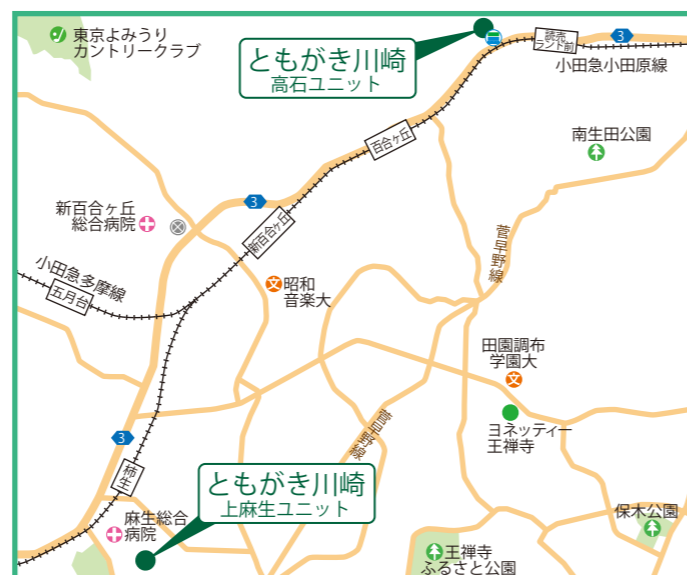 東京よみうり
カントリークラブ
ともがき川崎
高石ユニット
読売
ランド前
3
小田急小田原線
百合ヶ丘
南生田公園
3
新百合ヶ丘
総合病院
新百合ヶ丘
菅早野線
小田急多摩線
五月台
文
昭和
音楽大
田園調布
学園大
文
ヨネッティー
王禅寺
菅早野線
3
柿生
ともがき川崎
上麻生ユニット
麻生総合
病院
保木公園
王禅寺
ふるさと公園